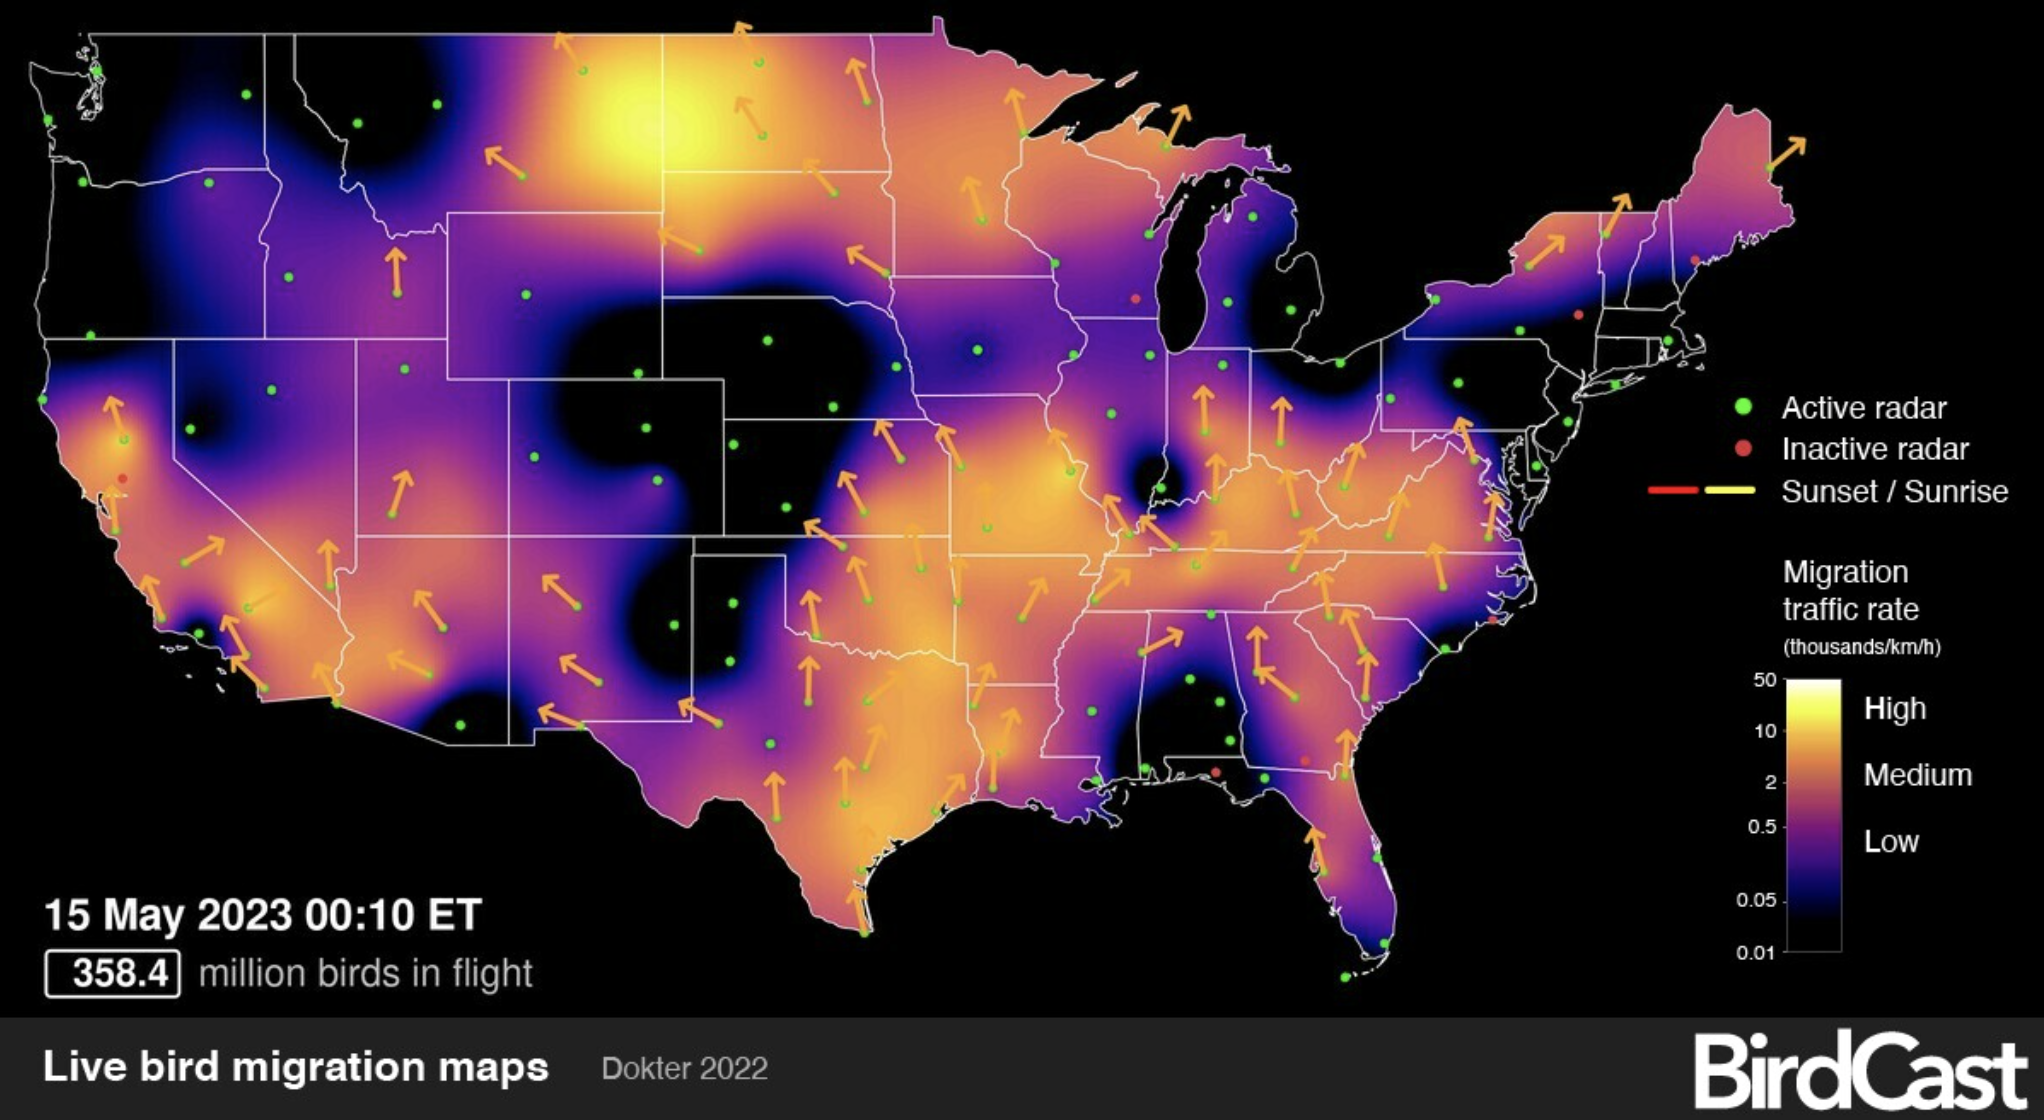 Active radar
Inactive radar
Sunset / Sunrise
Migration
traffic rate
(thousands/km/h)
50
High
10
2
Medium
0.5
Low
0.05
0.01
15 May 2023 00:10 ET
358.4 million birds in flight
Live bird migration maps Dokter 2022
BirdCast